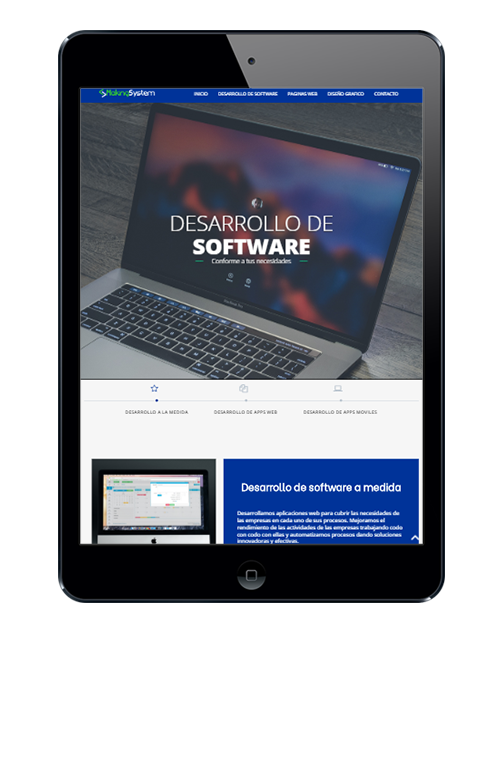 MakingSystem
INICIO DESARROLLO DE SOFTWARE PAGINAS WEB DISEÑO GRAFICO CONTACTO
DESARROLLO DE
SOFTWARE
Conforme a tus necesidades
DESARROLLO A LA MEDIDA DESARROLLO DE APPS WEB DESARROLLO DE APPS MOVILES
Desarrollo de software a medida
Desarrollamos aplicaciones web para cubrir las necesidades de
las empresas en cada uno de sus procesos. Mejoramos el
rendimiento de las actividades de las empresas trabajando codo
con codo con ellas y automatizamos procesos dendo soluciones
innovadoras y efectivas.